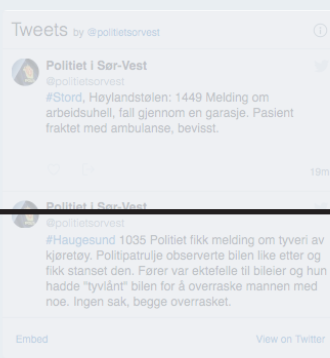 Tweets by @politietsorvest
Politiet i Sør-Vest
@politietsorvest
#Stord, Høylandstølen: 1449 Melding om
arbeidsuhell, fall gjennom en garasje. Pasient
fraktet med ambulanse, bevisst.
19m
Politiet i Sør-Vest
@politietsorvest
#Haugesund 1035 Politiet fikk melding om tyveri av
kjøretøy. Politipatrulje observerte bilen like etter og
fikk stanset den. Fører var ektefelle til bileier og hun
hadde "tyvlånt" bilen for å overraske mannen med
noe. Ingen sak, begge overrasket.
Embed View on Twitter